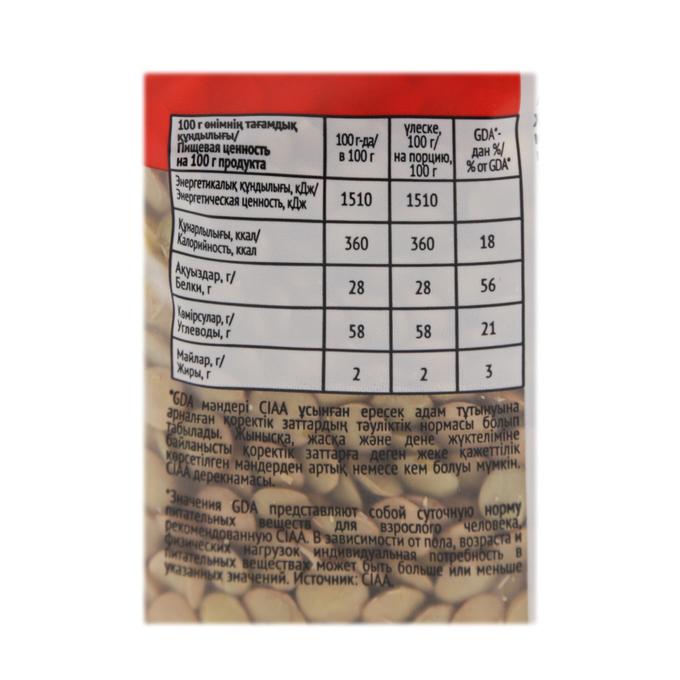 100 г өнімнің тағамдық
құндылығы/
Пищевая ценность
на 100 г продукта
100 г-да/
в 100 г
үлеске,
100 г/
на порцию,
100 г
GDA*-
дан %/
% от GDA*
Энергетикалық құндылығы, кДж/
Энергетическая ценность, кДж
1510
1510
Құнарлылығы, ккал/
Калорийность, ккал
360
360
18
Ақуыздар, г/
Белки, г
28
28
56
Көмірсулар, г/
Углеводы, г
58
58
21
Майлар, г/
Жиры, г
2
2
3
*GDA мәндері CIAA ұсынған ересек адам тұтынуына
арналған қоректік заттардың тәуліктік нормасы болып
табылады. Жынысқа, жасқа және дене жүктеліміне
байланысты қоректік заттарға деген жеке қажеттілік
көрсетілген мәндерден артық немесе кем болуы мүмкін.
CIAA дерекнамасы.
*Значения GDA представляют собой суточную норму
питательных веществ для взрослого человека,
рекомендованную CIAA. В зависимости от пола, возраста и
физических нагрузок индивидуальная потребность в
питательных веществах может быть больше или меньше
указанных значений. Источник: CIAA.